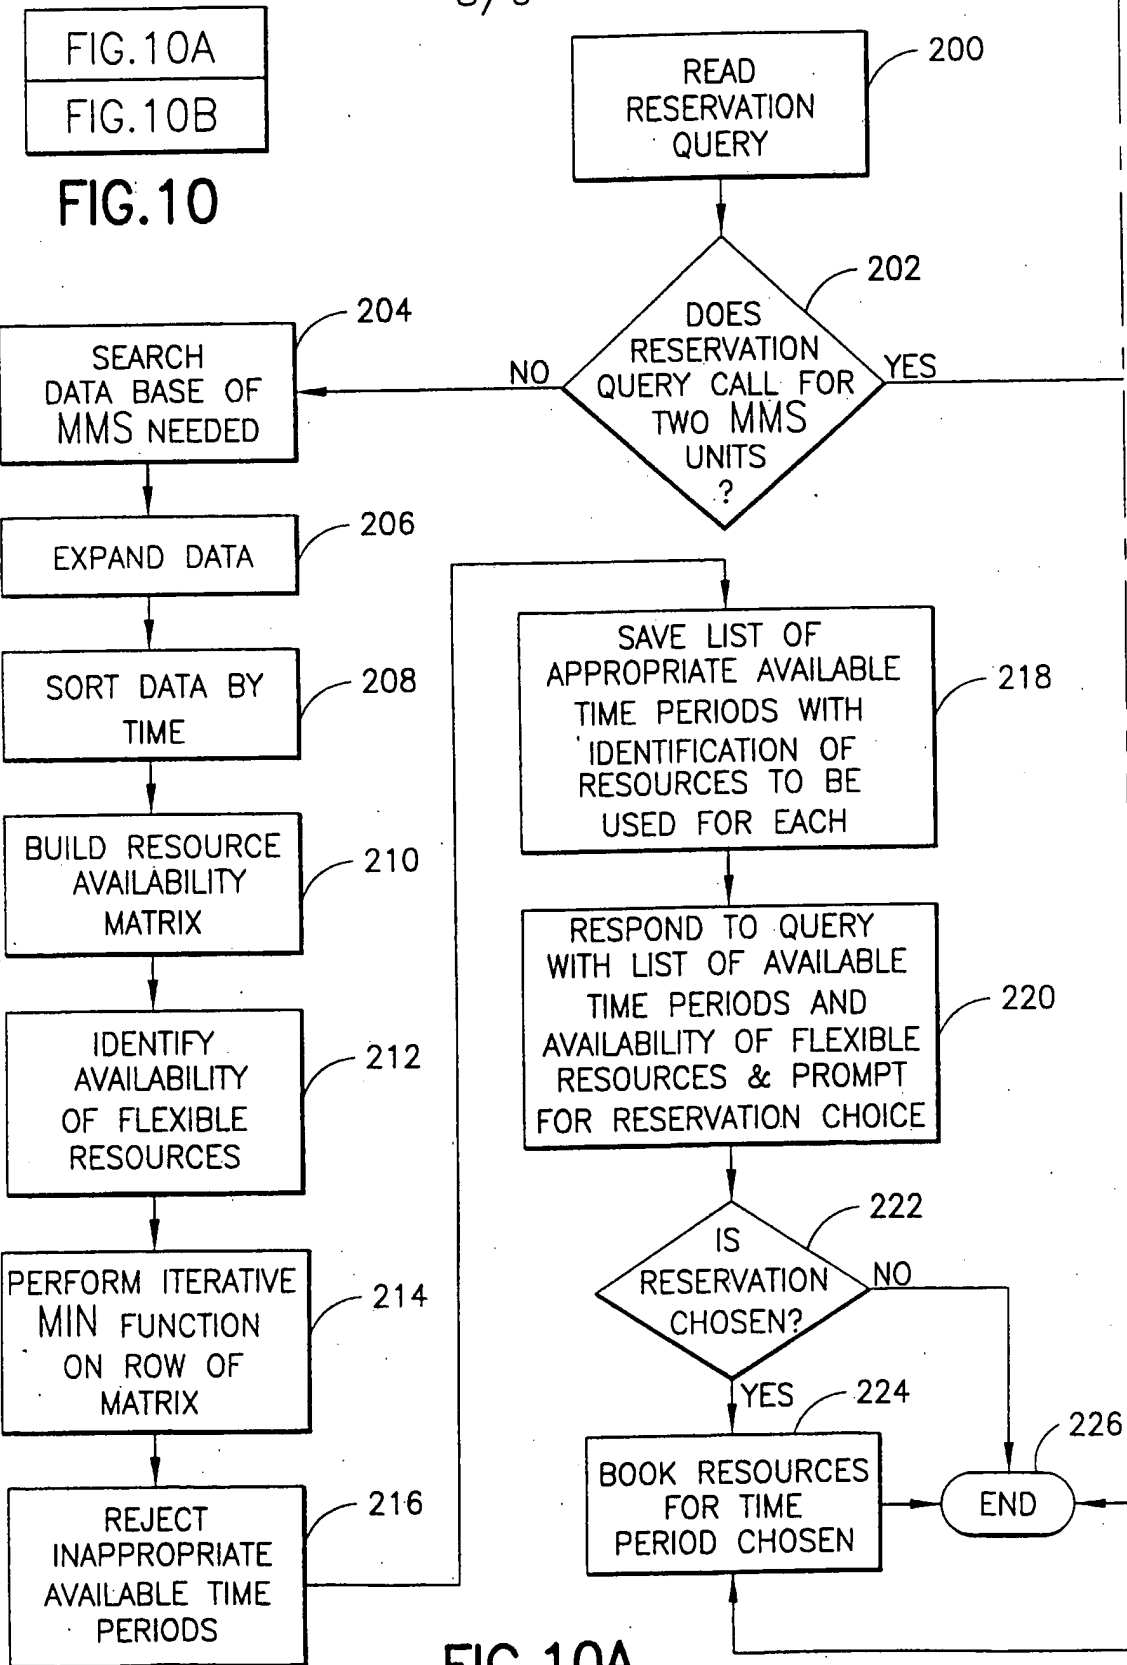 FIG.10A
FIG.10B
FIG.10
READ
RESERVATION
QUERY
200
DOES
RESERVATION
QUERY CALL FOR
TWO MMS
UNITS
?
202
NO
YES
SEARCH
DATA BASE OF
MMS NEEDED
204
EXPAND DATA
206
SORT DATA BY
TIME
208
BUILD RESOURCE
AVAILABILITY
MATRIX
210
IDENTIFY
AVAILABILITY
OF FLEXIBLE
RESOURCES
212
PERFORM ITERATIVE
MIN FUNCTION
ON ROW OF
MATRIX
214
REJECT
INAPPROPRIATE
AVAILABLE TIME
PERIODS
216
SAVE LIST OF
APPROPRIATE AVAILABLE
TIME PERIODS WITH
IDENTIFICATION OF
RESOURCES TO BE
USED FOR EACH
218
RESPOND TO QUERY
WITH LIST OF AVAILABLE
TIME PERIODS AND
AVAILABILITY OF FLEXIBLE
RESOURCES & PROMPT
FOR RESERVATION CHOICE
220
IS
RESERVATION
CHOSEN?
222
NO
YES
BOOK RESOURCES
FOR TIME
PERIOD CHOSEN
224
END
226
FIG.10A